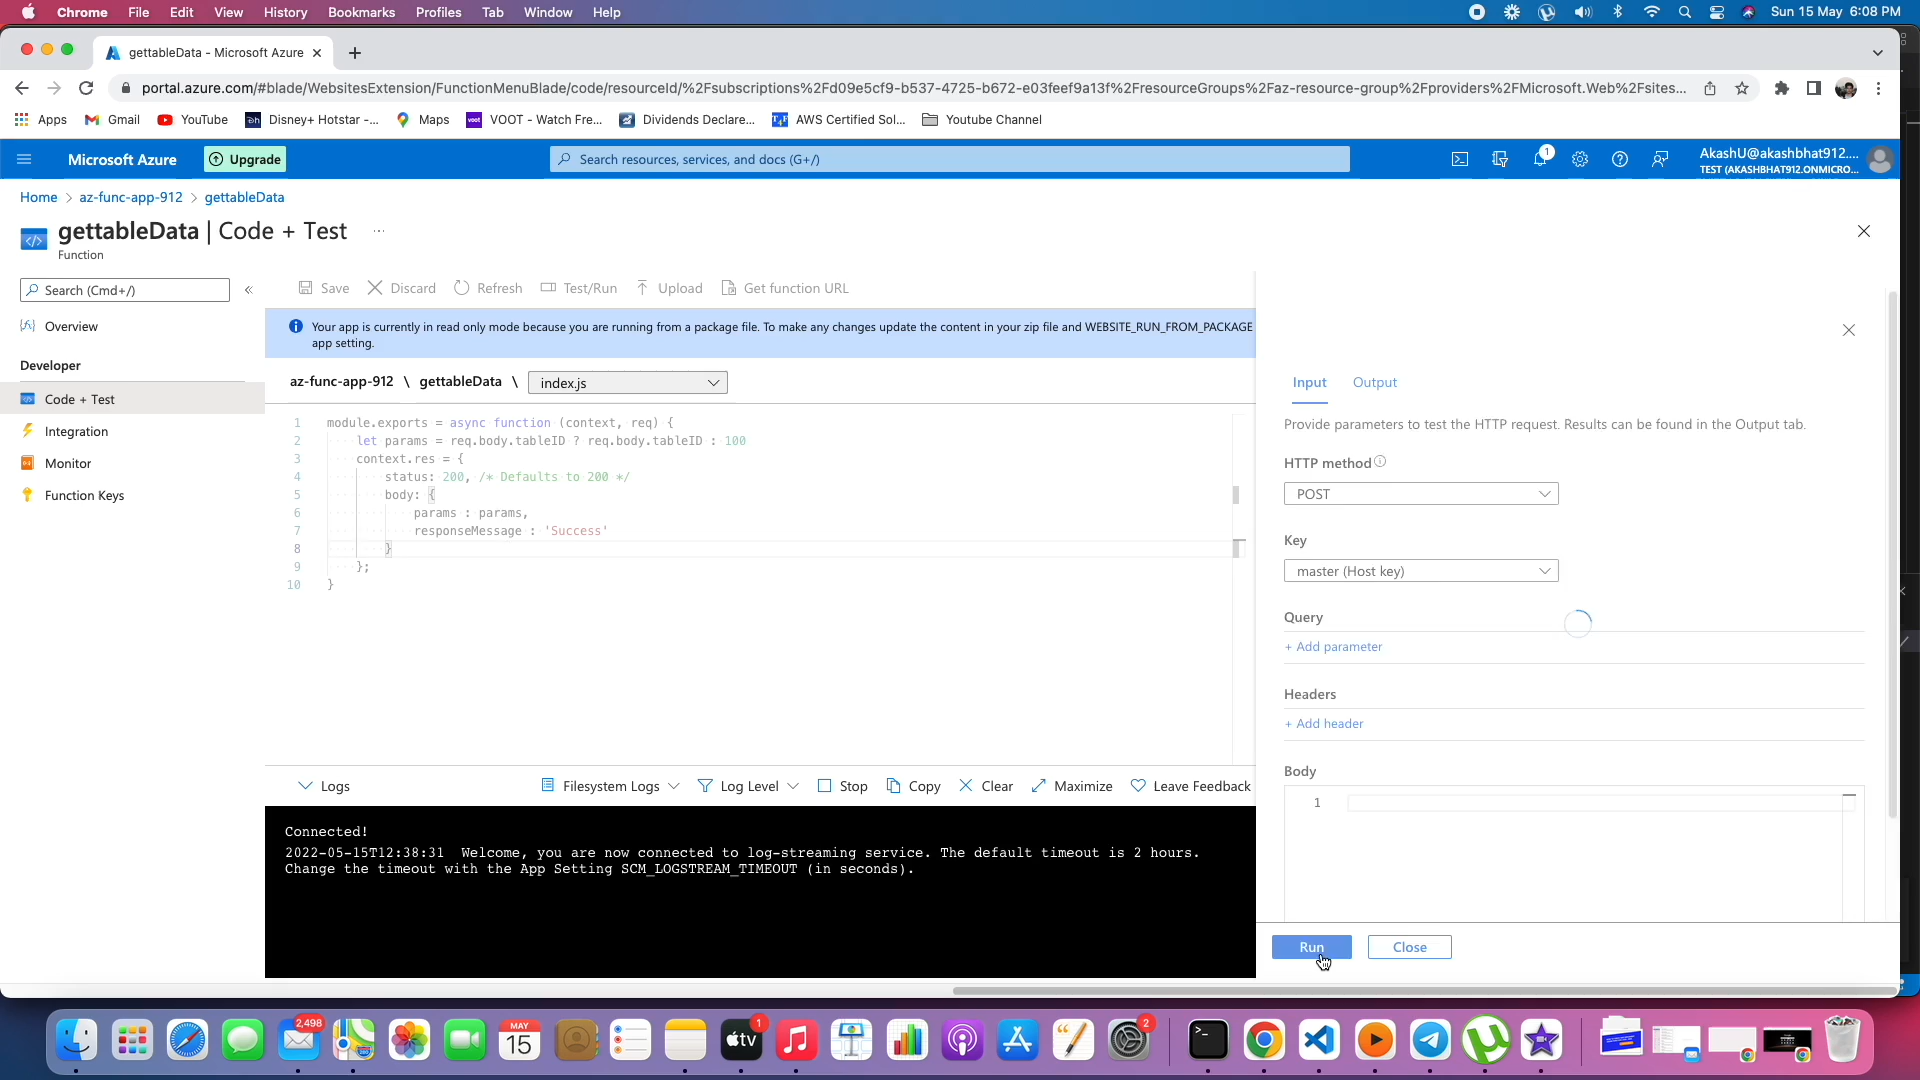 Chrome File Edit View History Bookmarks Profiles Tab Window Help Sun 15 May 6:08 PM
gettableData - Microsoft Azure
portal.azure.com/#blade/WebsitesExtension/FunctionMenuBlade/code/resourceId/%2Fsubscriptions%2Fd09e5cf9-b537-4725-b672-e03feef9a13f%2FresourceGroups%2Faz-resource-group%2Fproviders%2FMicrosoft.Web%2Fsites...
Apps Gmail YouTube Disney+ Hotstar -... Maps VOOT - Watch Fre... Dividends Declare... AWS Certified Sol... Youtube Channel
Microsoft Azure Upgrade Search resources, services, and docs (G+/) 1 AkashU@akashbhat912....
TEST (AKASHBHAT912.ONMICRO...
Home > az-func-app-912 > gettableData
gettableData | Code + Test ...
Function
Search (Cmd+/) «
Save Discard Refresh Test/Run Upload Get function URL
Overview
Developer
Code + Test
Integration
Monitor
Function Keys
Your app is currently in read only mode because you are running from a package file. To make any changes update the content in your zip file and WEBSITE_RUN_FROM_PACKAGE
app setting.
az-func-app-912 \ gettableData \ index.js
1 module.exports = async function (context, req) {
2 let params = req.body.tableID ? req.body.tableID : 100
3 context.res = {
4 status: 200, /* Defaults to 200 */
5 body: {
6 params : params,
7 responseMessage : 'Success'
8 }
9 };
10 }
Logs Filesystem Logs Log Level Stop Copy Clear Maximize Leave Feedback
Connected!
2022-05-15T12:38:31 Welcome, you are now connected to log-streaming service. The default timeout is 2 hours.
Change the timeout with the App Setting SCM_LOGSTREAM_TIMEOUT (in seconds).
Input Output
Provide parameters to test the HTTP request. Results can be found in the Output tab.
HTTP method
POST
Key
master (Host key)
Query
+ Add parameter
Headers
+ Add header
Body
1
Run Close
2,498
MAY
15
tv
1
2